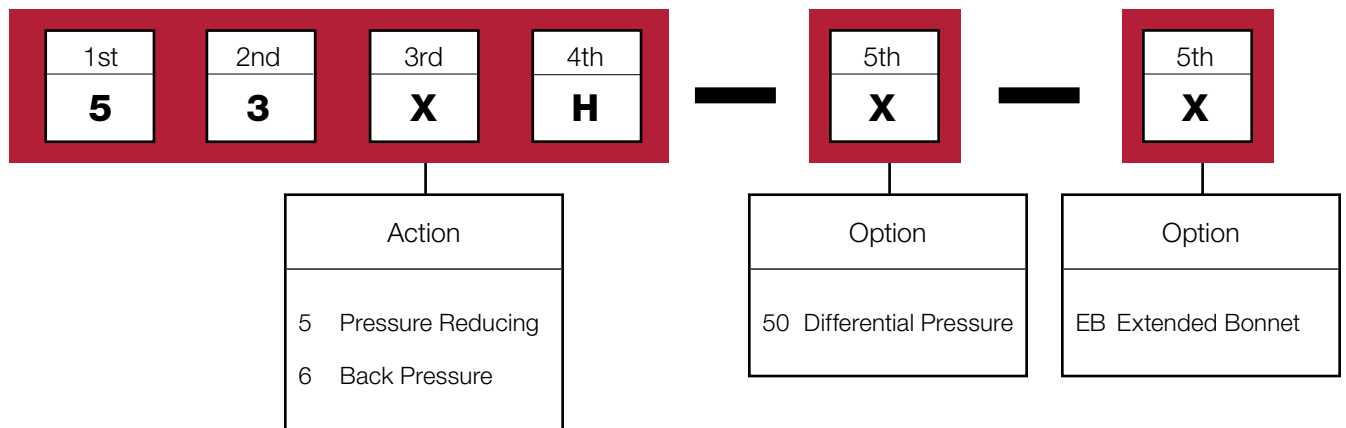 1st 2nd 3rd 4th 5th 5th
5 3 X H X X
Action Option Option
5 Pressure Reducing 50 Differential Pressure EB Extended Bonnet
6 Back Pressure